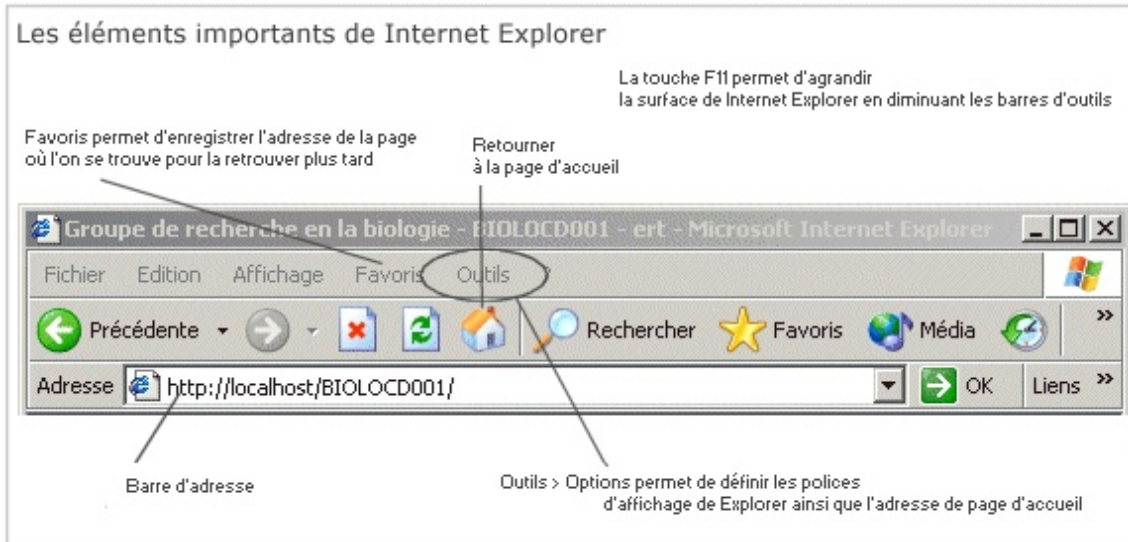 Les éléments importants de Internet Explorer
La touche F11 permet d'agrandir
la surface de Internet Explorer en diminuant les barres d'outils
Favoris permet d'enregistrer l'adresse de la page
où l'on se trouve pour la retrouver plus tard
Retourner
à la page d'accueil
Groupe de recherche en la biologie - BIOLOCD001 - ert - Microsoft Internet Explorer
Fichier Edition Affichage Favoris Outils ?
Précédente Rechercher Favoris Média »
Adresse http://localhost/BIOLOCD001/ OK Liens »
Barre d'adresse
Outils > Options permet de définir les polices
d'affichage de Explorer ainsi que l'adresse de page d'accueil